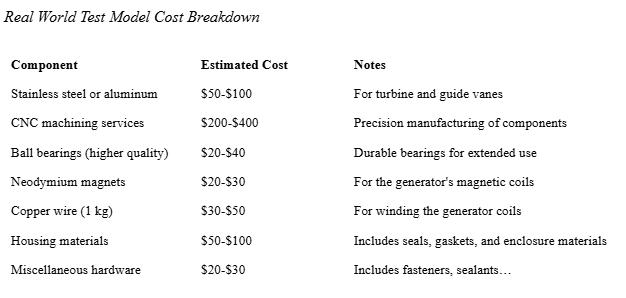 Real World Test Model Cost Breakdown
Component Estimated Cost Notes
Stainless steel or aluminum $50-$100 For turbine and guide vanes
CNC machining services $200-$400 Precision manufacturing of components
Ball bearings (higher quality) $20-$40 Durable bearings for extended use
Neodymium magnets $20-$30 For the generator's magnetic coils
Copper wire (1 kg) $30-$50 For winding the generator coils
Housing materials $50-$100 Includes seals, gaskets, and enclosure materials
Miscellaneous hardware $20-$30 Includes fasteners, sealants…